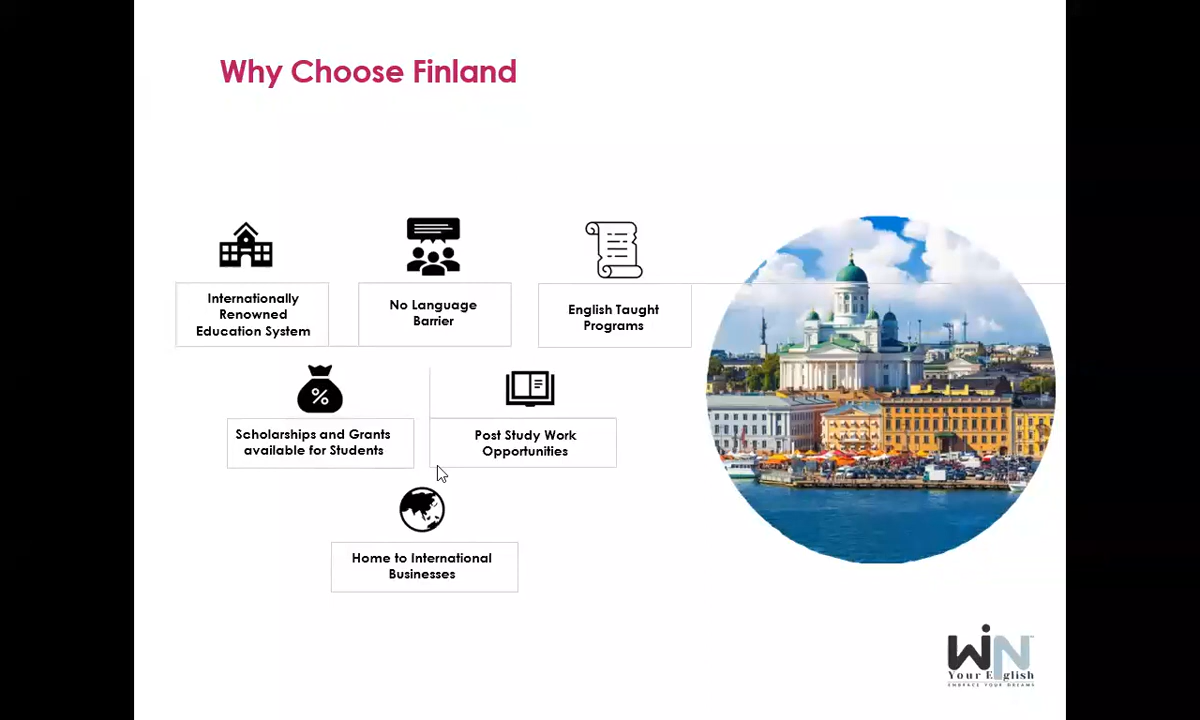 Why Choose Finland
Internationally
Renowned
Education System
No Language
Barrier
English Taught
Programs
%
Scholarships and Grants
available for Students
Post Study Work
Opportunities
Home to International
Businesses
WiN
Your English
EMBRACE YOUR DREAMS